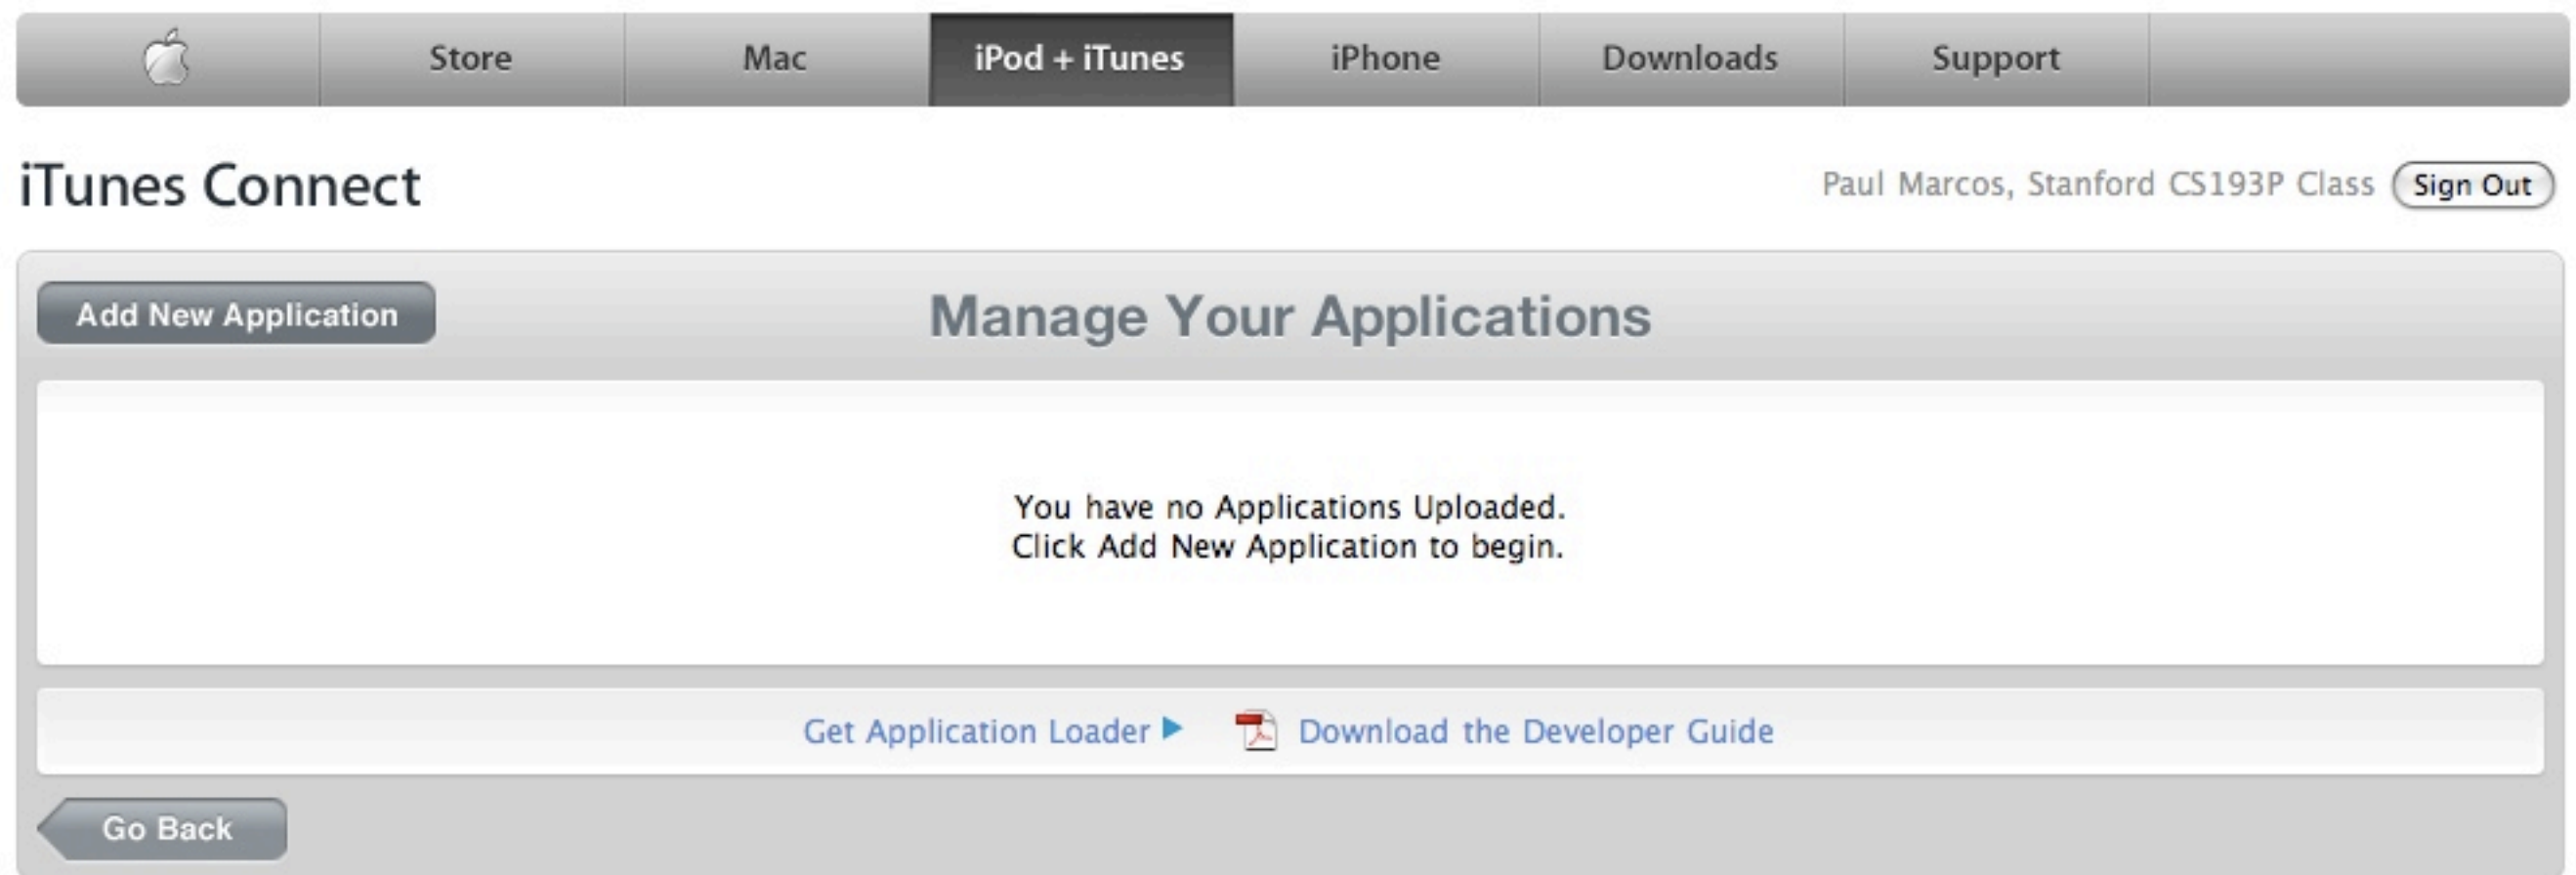 Store Mac iPod + iTunes iPhone Downloads Support
iTunes Connect
Paul Marcos, Stanford CS193P Class Sign Out
Add New Application
Manage Your Applications
You have no Applications Uploaded.
Click Add New Application to begin.
Get Application Loader Download the Developer Guide
Go Back